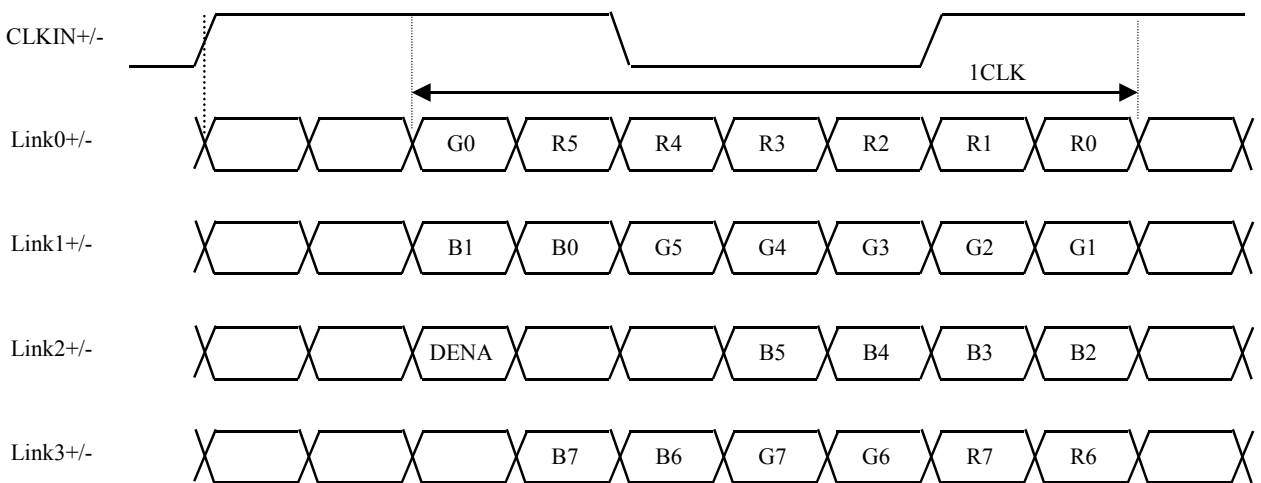 CLKIN+/-
1CLK
Link0+/- G0 R5 R4 R3 R2 R1 R0
Link1+/- B1 B0 G5 G4 G3 G2 G1
Link2+/- DENA B5 B4 B3 B2
Link3+/- B7 B6 G7 G6 R7 R6